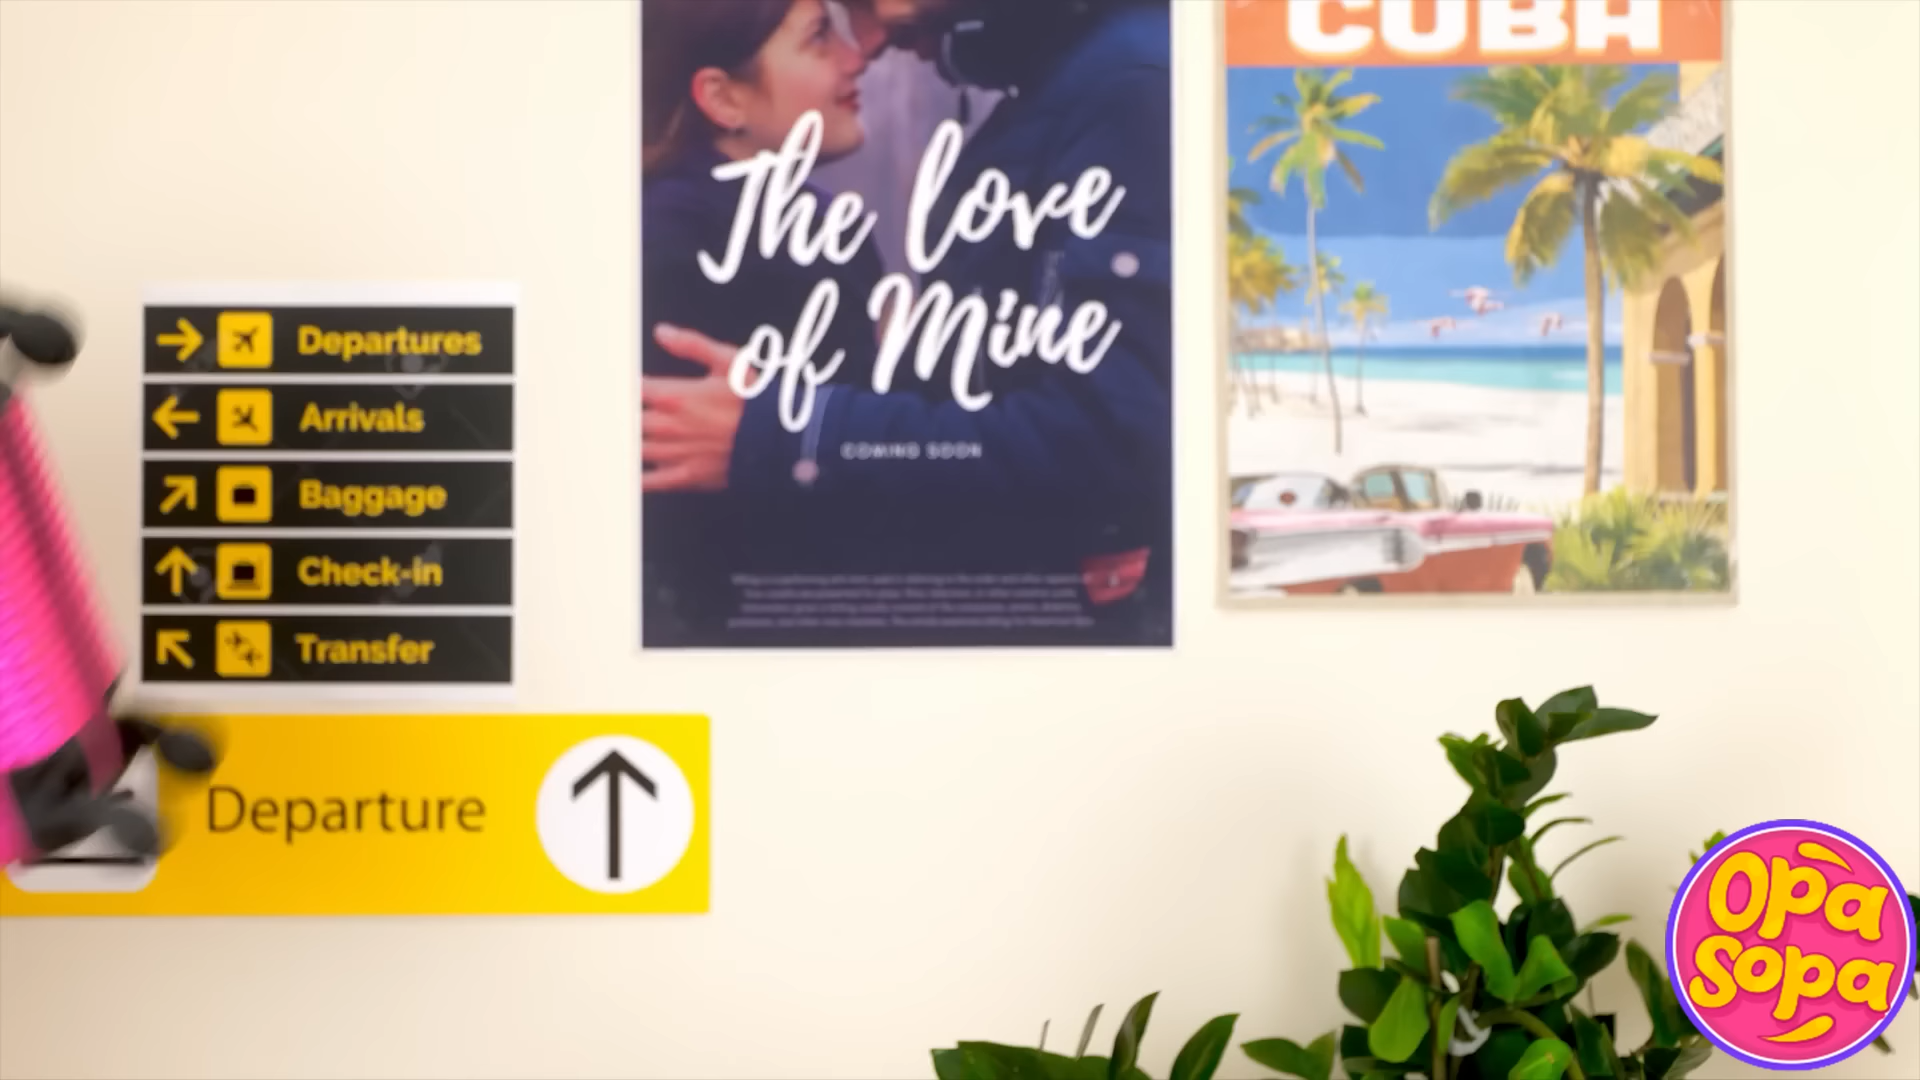 CUBA
The love
of Mine
COMING SOON
Departures
Arrivals
Baggage
Check-in
Transfer
Departure
Opa
Sopa